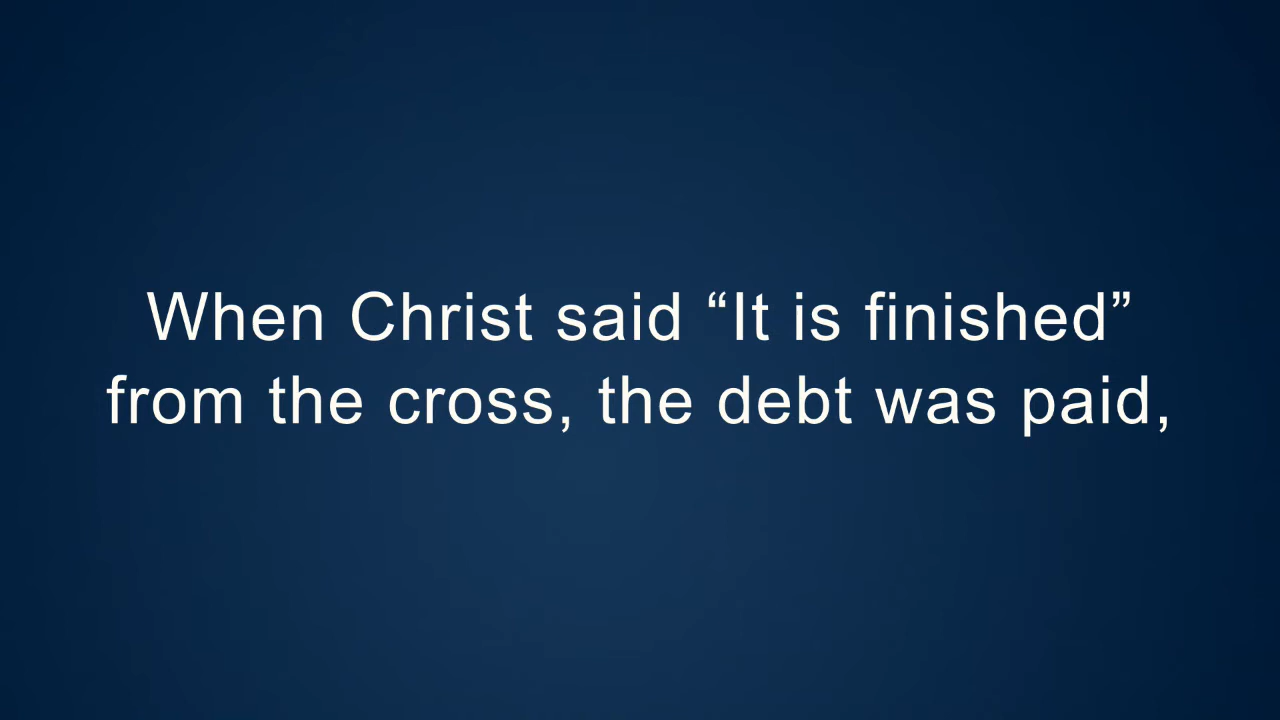 When Christ said “It is finished”
from the cross, the debt was paid,